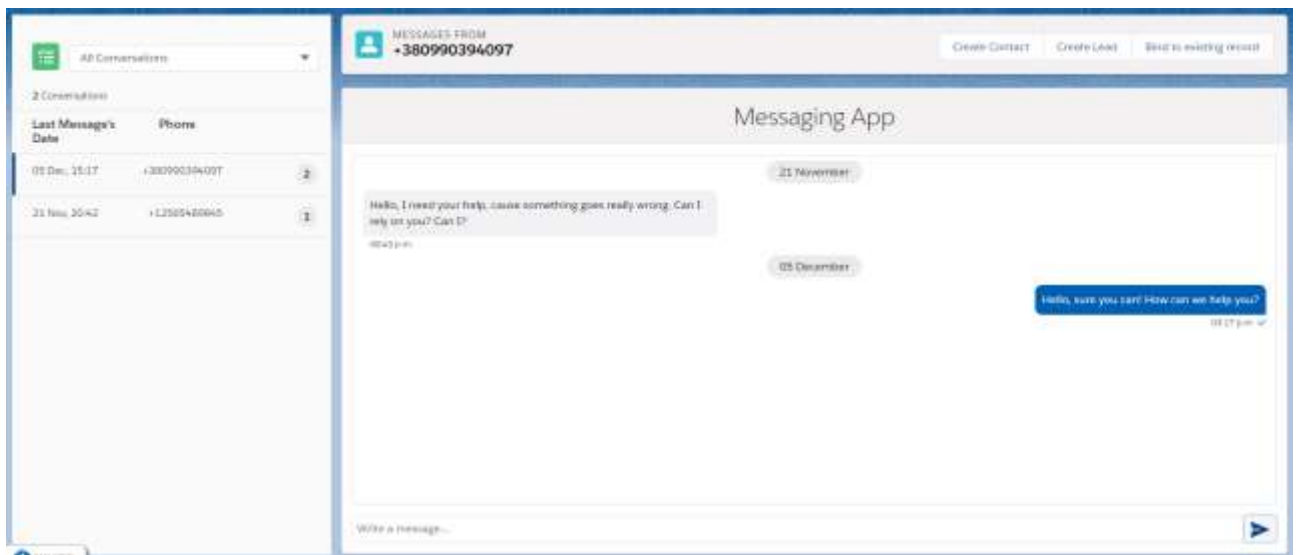 All Conversations
2 Conversations
Last Message's
Date
Phone
05 Dec, 15:17
+380990394097
2
21 Nov, 20:42
1
MESSAGES FROM
+380990394097
Create Contact
Create Lead
Bind to existing record
Messaging App
21 November
Hello, I need your help, cause something goes really wrong. Can I
rely on you? Can I?
05 December
Hello, sure you can! How can we help you?
03:17 p.m.
Write a message...